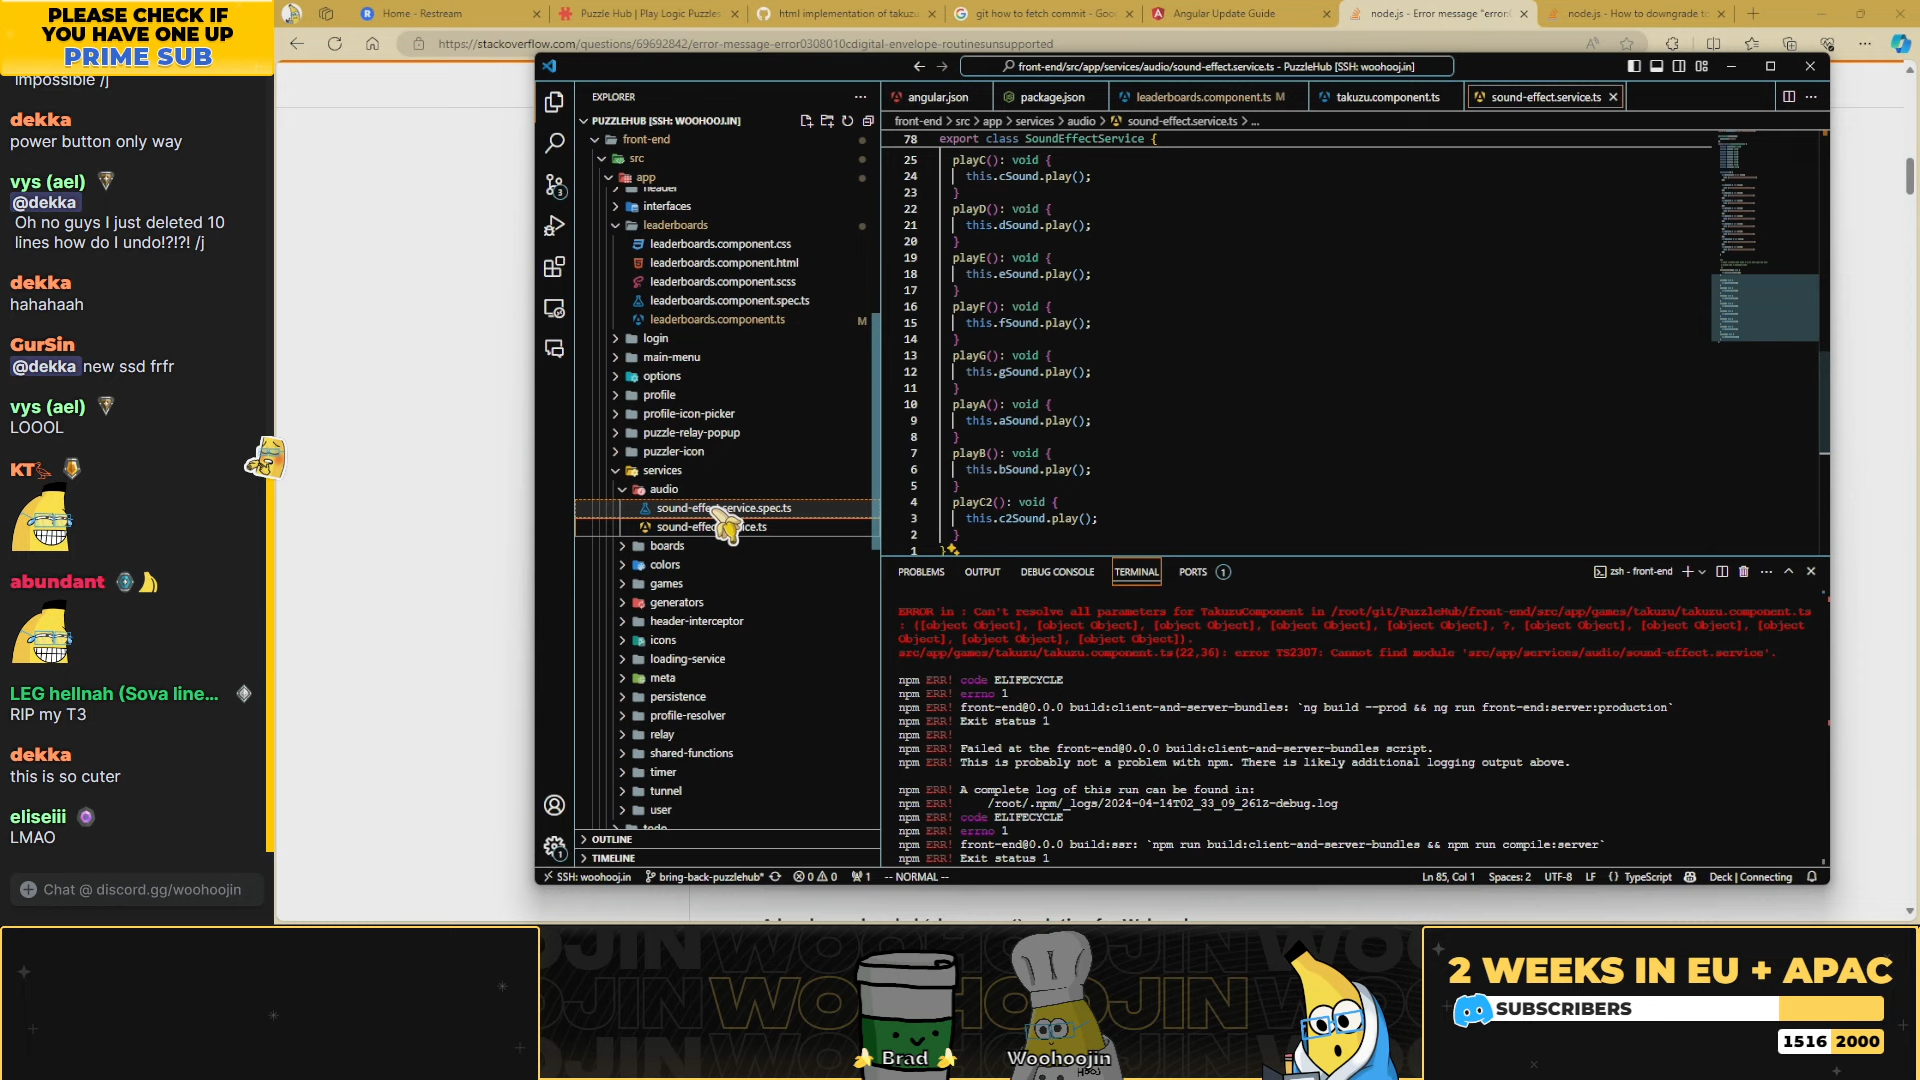 PLEASE CHECK IF
YOU HAVE ONE UP
PRIME SUB
impossible /j
dekka
power button only way
vys (ael)
@dekka
Oh no guys I just deleted 10
lines how do I undo!?!?! /j
dekka
hahahaah
GurSin
@dekka new ssd frfr
vys (ael)
LOOOL
KT
abundant
LEG hellnah (Sova line...
RIP my T3
dekka
this is so cuter
eliseiii
LMAO
Chat @ discord.gg/woohoojin
Home - Restream
Puzzle Hub | Play Logic Puzzles
html implementation of takuzu
git how to fetch commit - Goo
Angular Update Guide
node.js - Error message "error:0
node.js - How to downgrade to
https://stackoverflow.com/questions/69692842/error-message-error0308010cdigital-envelope-routinesunsupported
front-end/src/app/services/audio/sound-effect.service.ts - PuzzleHub [SSH: woohooj.in]
EXPLORER
PUZZLEHUB [SSH: WOOHOOJ.IN]
front-end
src
app
header
interfaces
leaderboards
leaderboards.component.css
leaderboards.component.html
leaderboards.component.scss
leaderboards.component.spec.ts
leaderboards.component.ts M
login
main-menu
options
profile
profile-icon-picker
puzzle-relay-popup
puzzler-icon
services
audio
sound-effect.service.spec.ts
boards
colors
games
generators
header-interceptor
icons
loading-service
meta
persistence
profile-resolver
relay
shared-functions
timer
tunnel
user
todo
OUTLINE
TIMELINE
angular.json
package.json
leaderboards.component.ts M
takuzu.component.ts
sound-effect.service.ts
front-end > src > app > services > audio > sound-effect.service.ts > ...
78 export class SoundEffectService {
25 playC(): void {
24 this.cSound.play();
23 }
22 playD(): void {
21 this.dSound.play();
20 }
19 playE(): void {
18 this.eSound.play();
17 }
16 playF(): void {
15 this.fSound.play();
14 }
13 playG(): void {
12 this.gSound.play();
11 }
10 playA(): void {
9 this.aSound.play();
8 }
7 playB(): void {
6 this.bSound.play();
5 }
4 playC2(): void {
3 this.c2Sound.play();
2 }
1 }
PROBLEMS
OUTPUT
DEBUG CONSOLE
TERMINAL
PORTS 1
zsh - front-end
ERROR in : Can't resolve all parameters for TakuzuComponent in /root/git/PuzzleHub/front-end/src/app/games/takuzu/takuzu.component.ts
: ([object Object], [object Object], [object Object], [object Object], [object Object], ?, [object Object], [object Object], [object
Object], [object Object], [object Object]).
src/app/games/takuzu/takuzu.component.ts(22,36): error TS2307: Cannot find module 'src/app/services/audio/sound-effect.service'.
npm ERR! code ELIFECYCLE
npm ERR! errno 1
npm ERR! front-end@0.0.0 build:client-and-server-bundles: `ng build --prod && ng run front-end:server:production`
npm ERR! Exit status 1
npm ERR!
npm ERR! Failed at the front-end@0.0.0 build:client-and-server-bundles script.
npm ERR! This is probably not a problem with npm. There is likely additional logging output above.
npm ERR! A complete log of this run can be found in:
npm ERR! /root/.npm/_logs/2024-04-14T02_33_09_261Z-debug.log
npm ERR! code ELIFECYCLE
npm ERR! errno 1
npm ERR! front-end@0.0.0 build:ssr: `npm run build:client-and-server-bundles && npm run compile:server`
npm ERR! Exit status 1
SSH: woohooj.in
bring-back-puzzlehub*
0 0
1
-- NORMAL --
Ln 85, Col 1
Spaces: 2
UTF-8
LF
{} TypeScript
Deck | Connecting
WOOHOOJIN
Brad
Woohoojin
HOOJ
2 WEEKS IN EU + APAC
SUBSCRIBERS
1516 2000